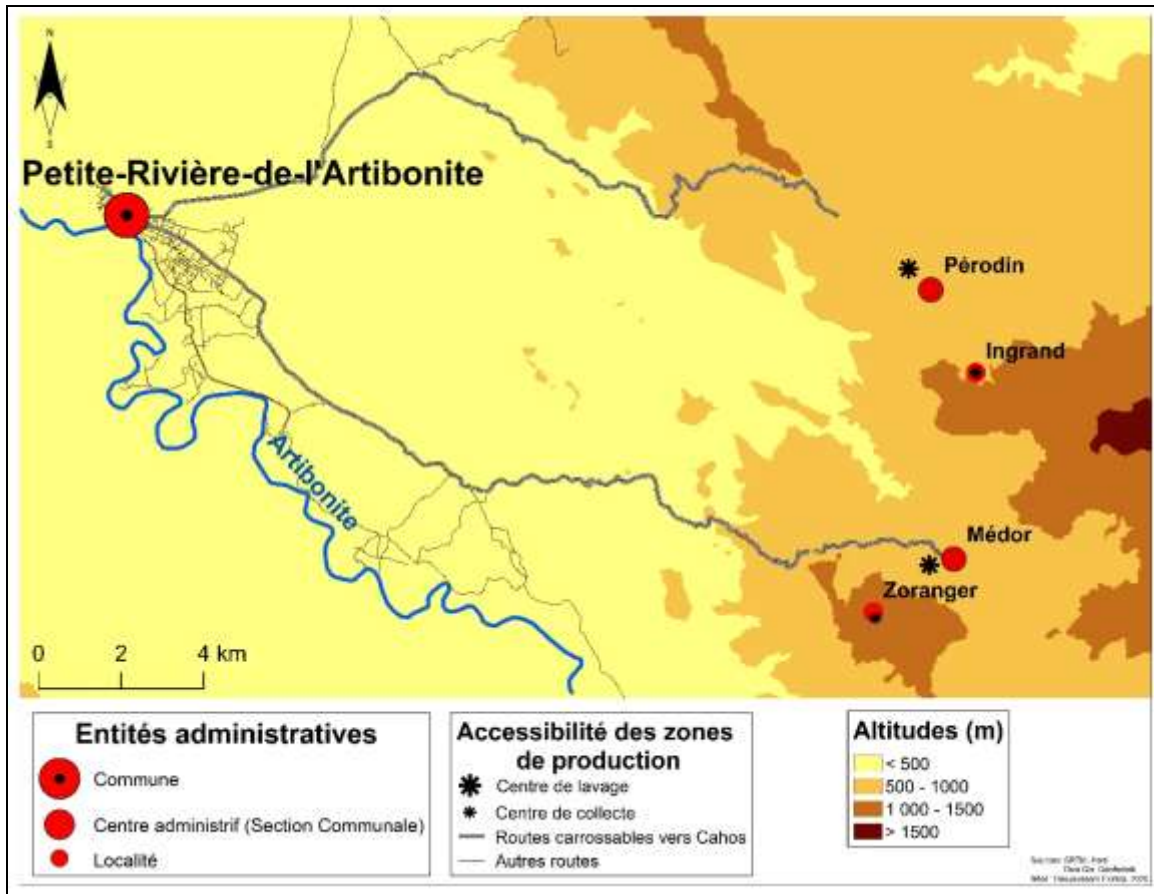 N
S
Petite-Rivière-de-l'Artibonite
Pérodin
Ingrand
Artibonite
Médor
Zoranger
0 2 4 km
Entités administratives
Commune
Centre administrif (Section Communale)
Localité
Accessibilité des zones
de production
Centre de lavage
Centre de collecte
Routes carrossables vers Cahos
Autres routes
Altitudes (m)
< 500
500 - 1000
1 000 - 1500
> 1500